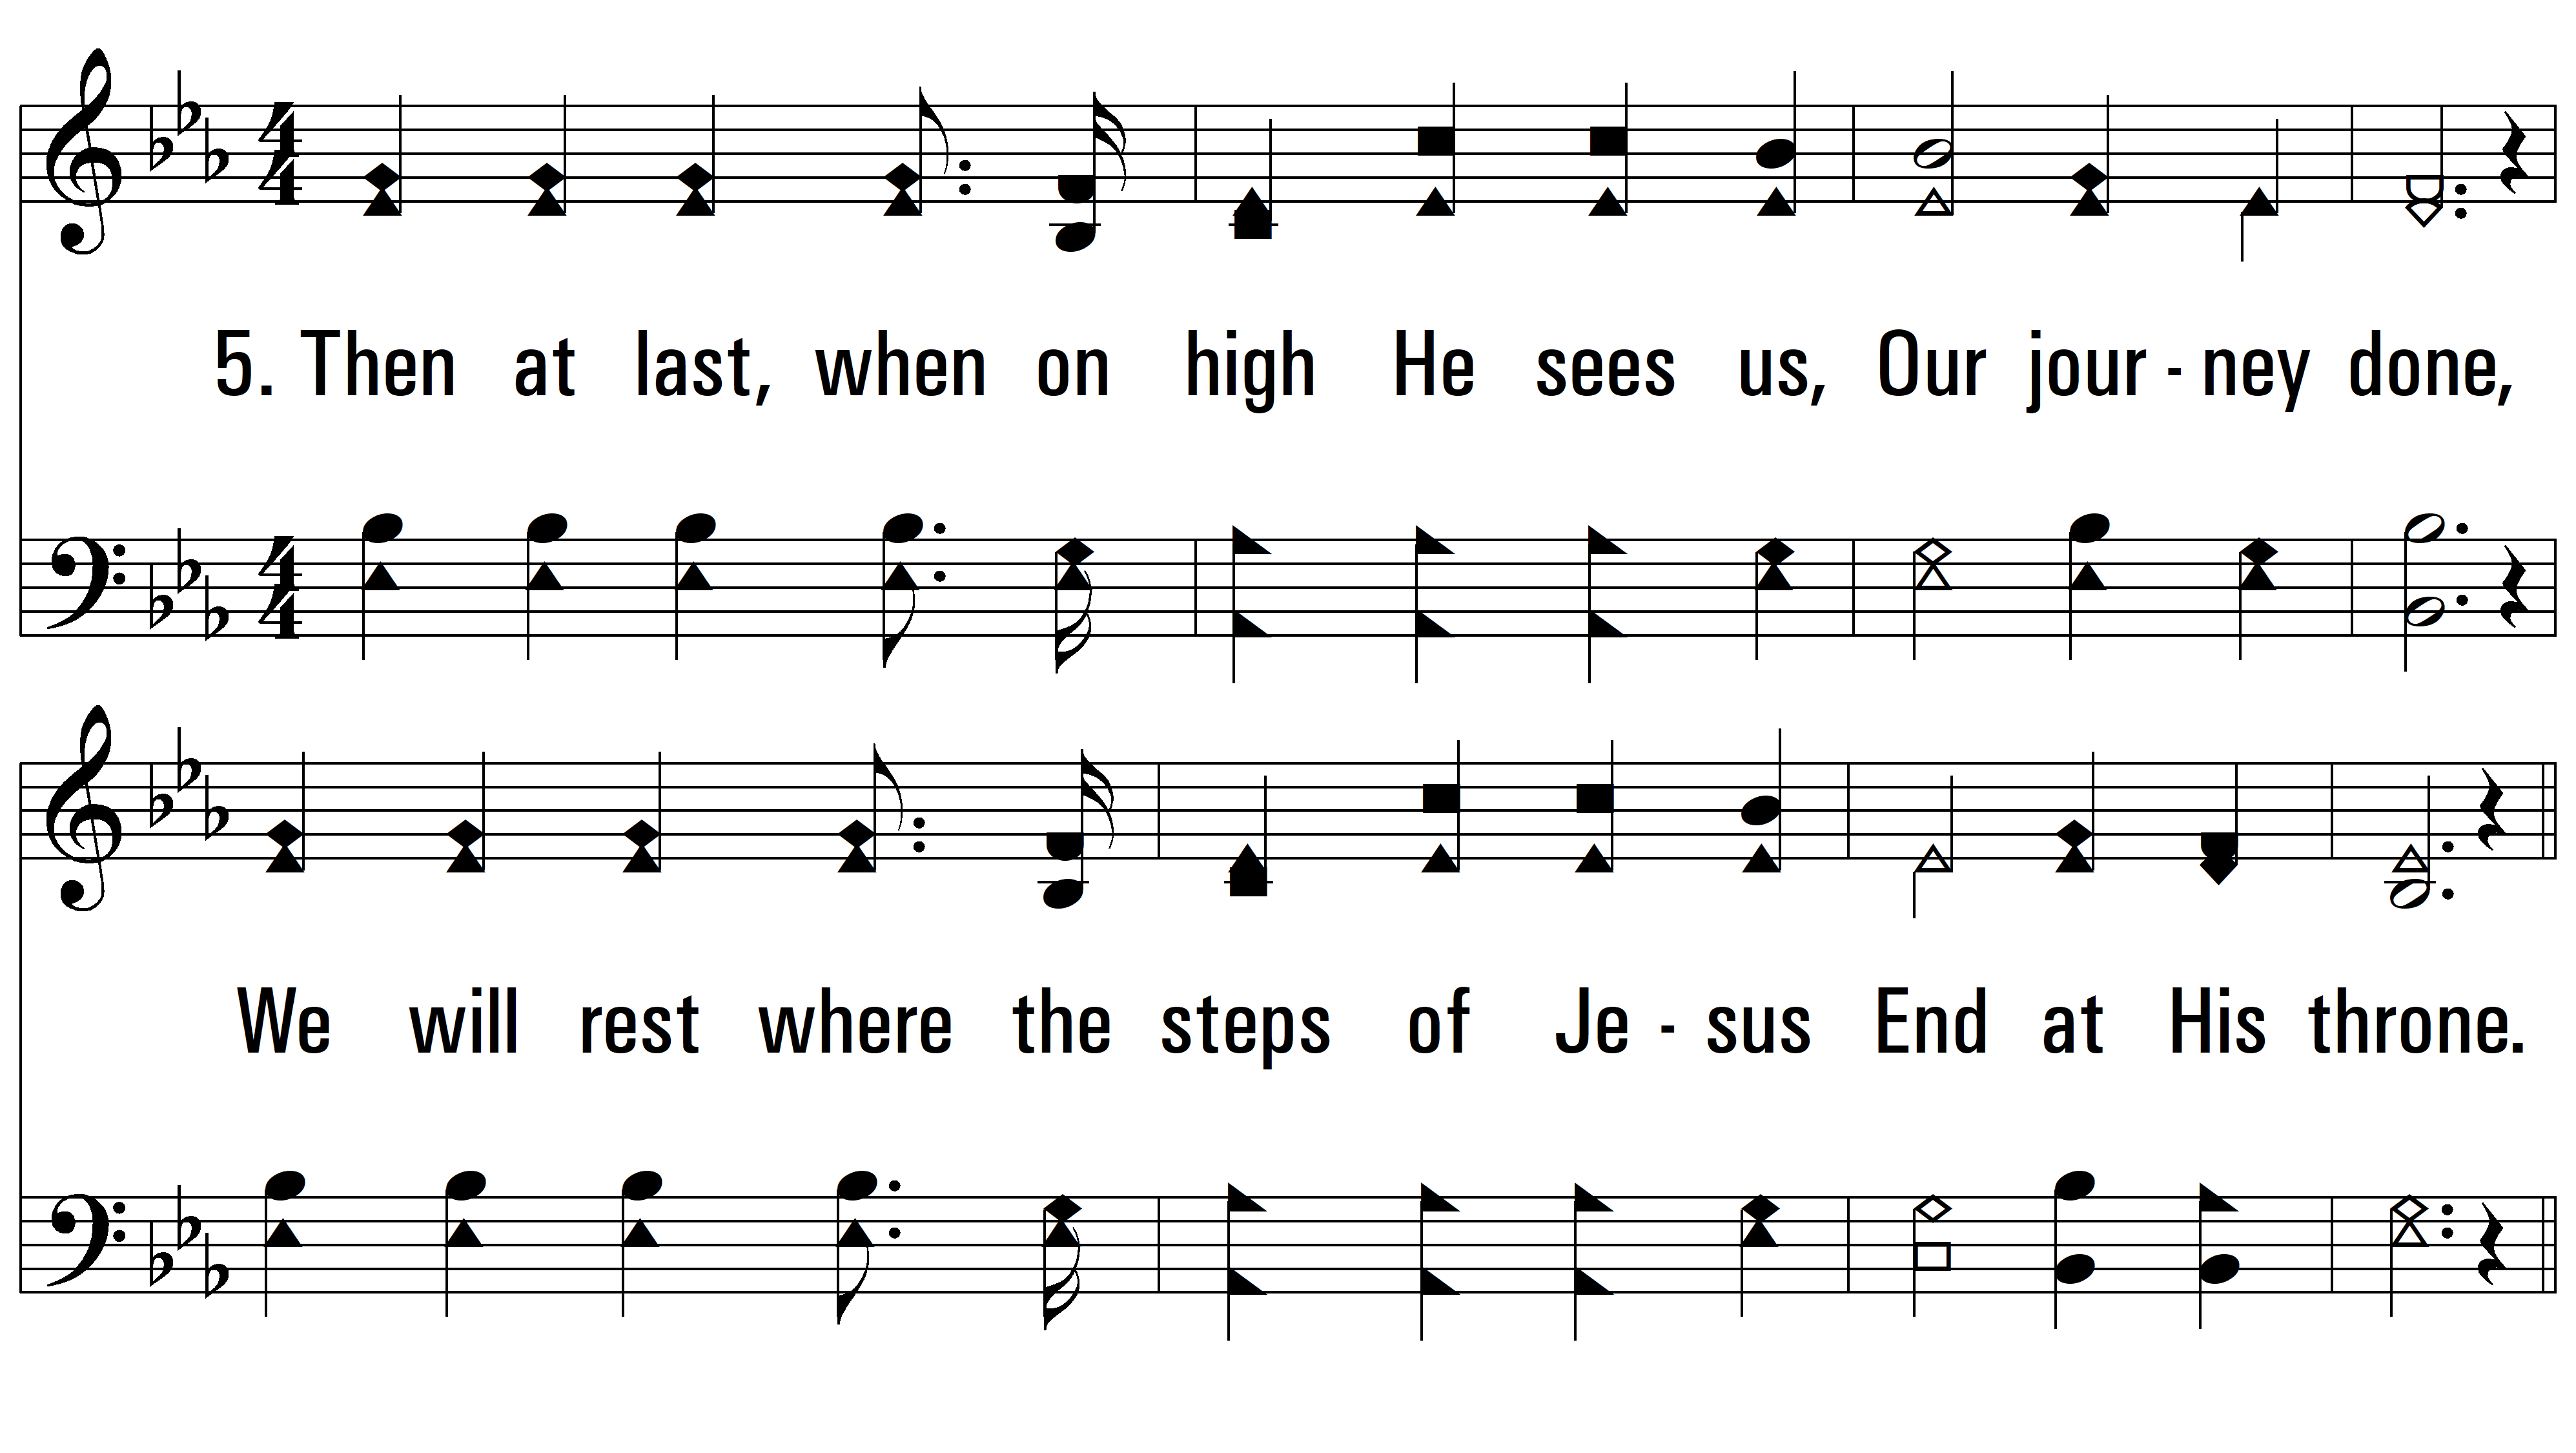 5. Then at last, when on high He sees us, Our jour - ney done,
We will rest where the steps of Je - sus End at His throne.